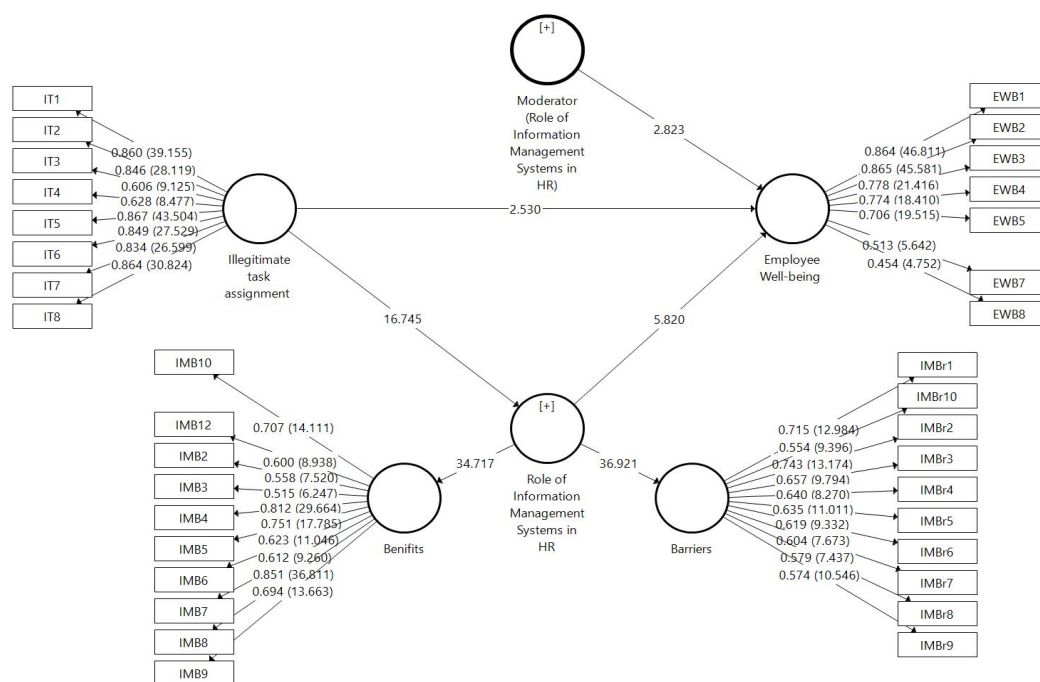 [+]
Moderator
(Role of
Information
Management
Systems in
HR)
2.823
IT1
IT2
IT3
IT4
IT5
IT6
IT7
IT8
0.860 (39.155)
0.846 (28.119)
0.606 (9.125)
0.628 (8.477)
0.867 (43.504)
0.849 (27.529)
0.834 (26.599)
0.864 (30.824)
Illegitimate
task
assignment
2.530
16.745
EWB1
EWB2
EWB3
EWB4
EWB5
EWB7
EWB8
0.864 (46.811)
0.865 (45.581)
0.778 (21.416)
0.774 (18.410)
0.706 (19.515)
0.513 (5.642)
0.454 (4.752)
Employee
Well-being
5.820
IMB10
IMB12
IMB2
IMB3
IMB4
IMB5
IMB6
IMB7
IMB8
IMB9
0.707 (14.111)
0.600 (8.938)
0.558 (7.520)
0.515 (6.247)
0.812 (29.664)
0.751 (17.785)
0.623 (11.046)
0.612 (9.260)
0.851 (36.811)
0.694 (13.663)
Benifits
34.717
[+]
Role of
Information
Management
Systems in
HR
36.921
Barriers
0.715 (12.984)
0.554 (9.396)
0.743 (13.174)
0.657 (9.794)
0.640 (8.270)
0.635 (11.011)
0.619 (9.332)
0.604 (7.673)
0.579 (7.437)
0.574 (10.546)
IMBr1
IMBr10
IMBr2
IMBr3
IMBr4
IMBr5
IMBr6
IMBr7
IMBr8
IMBr9